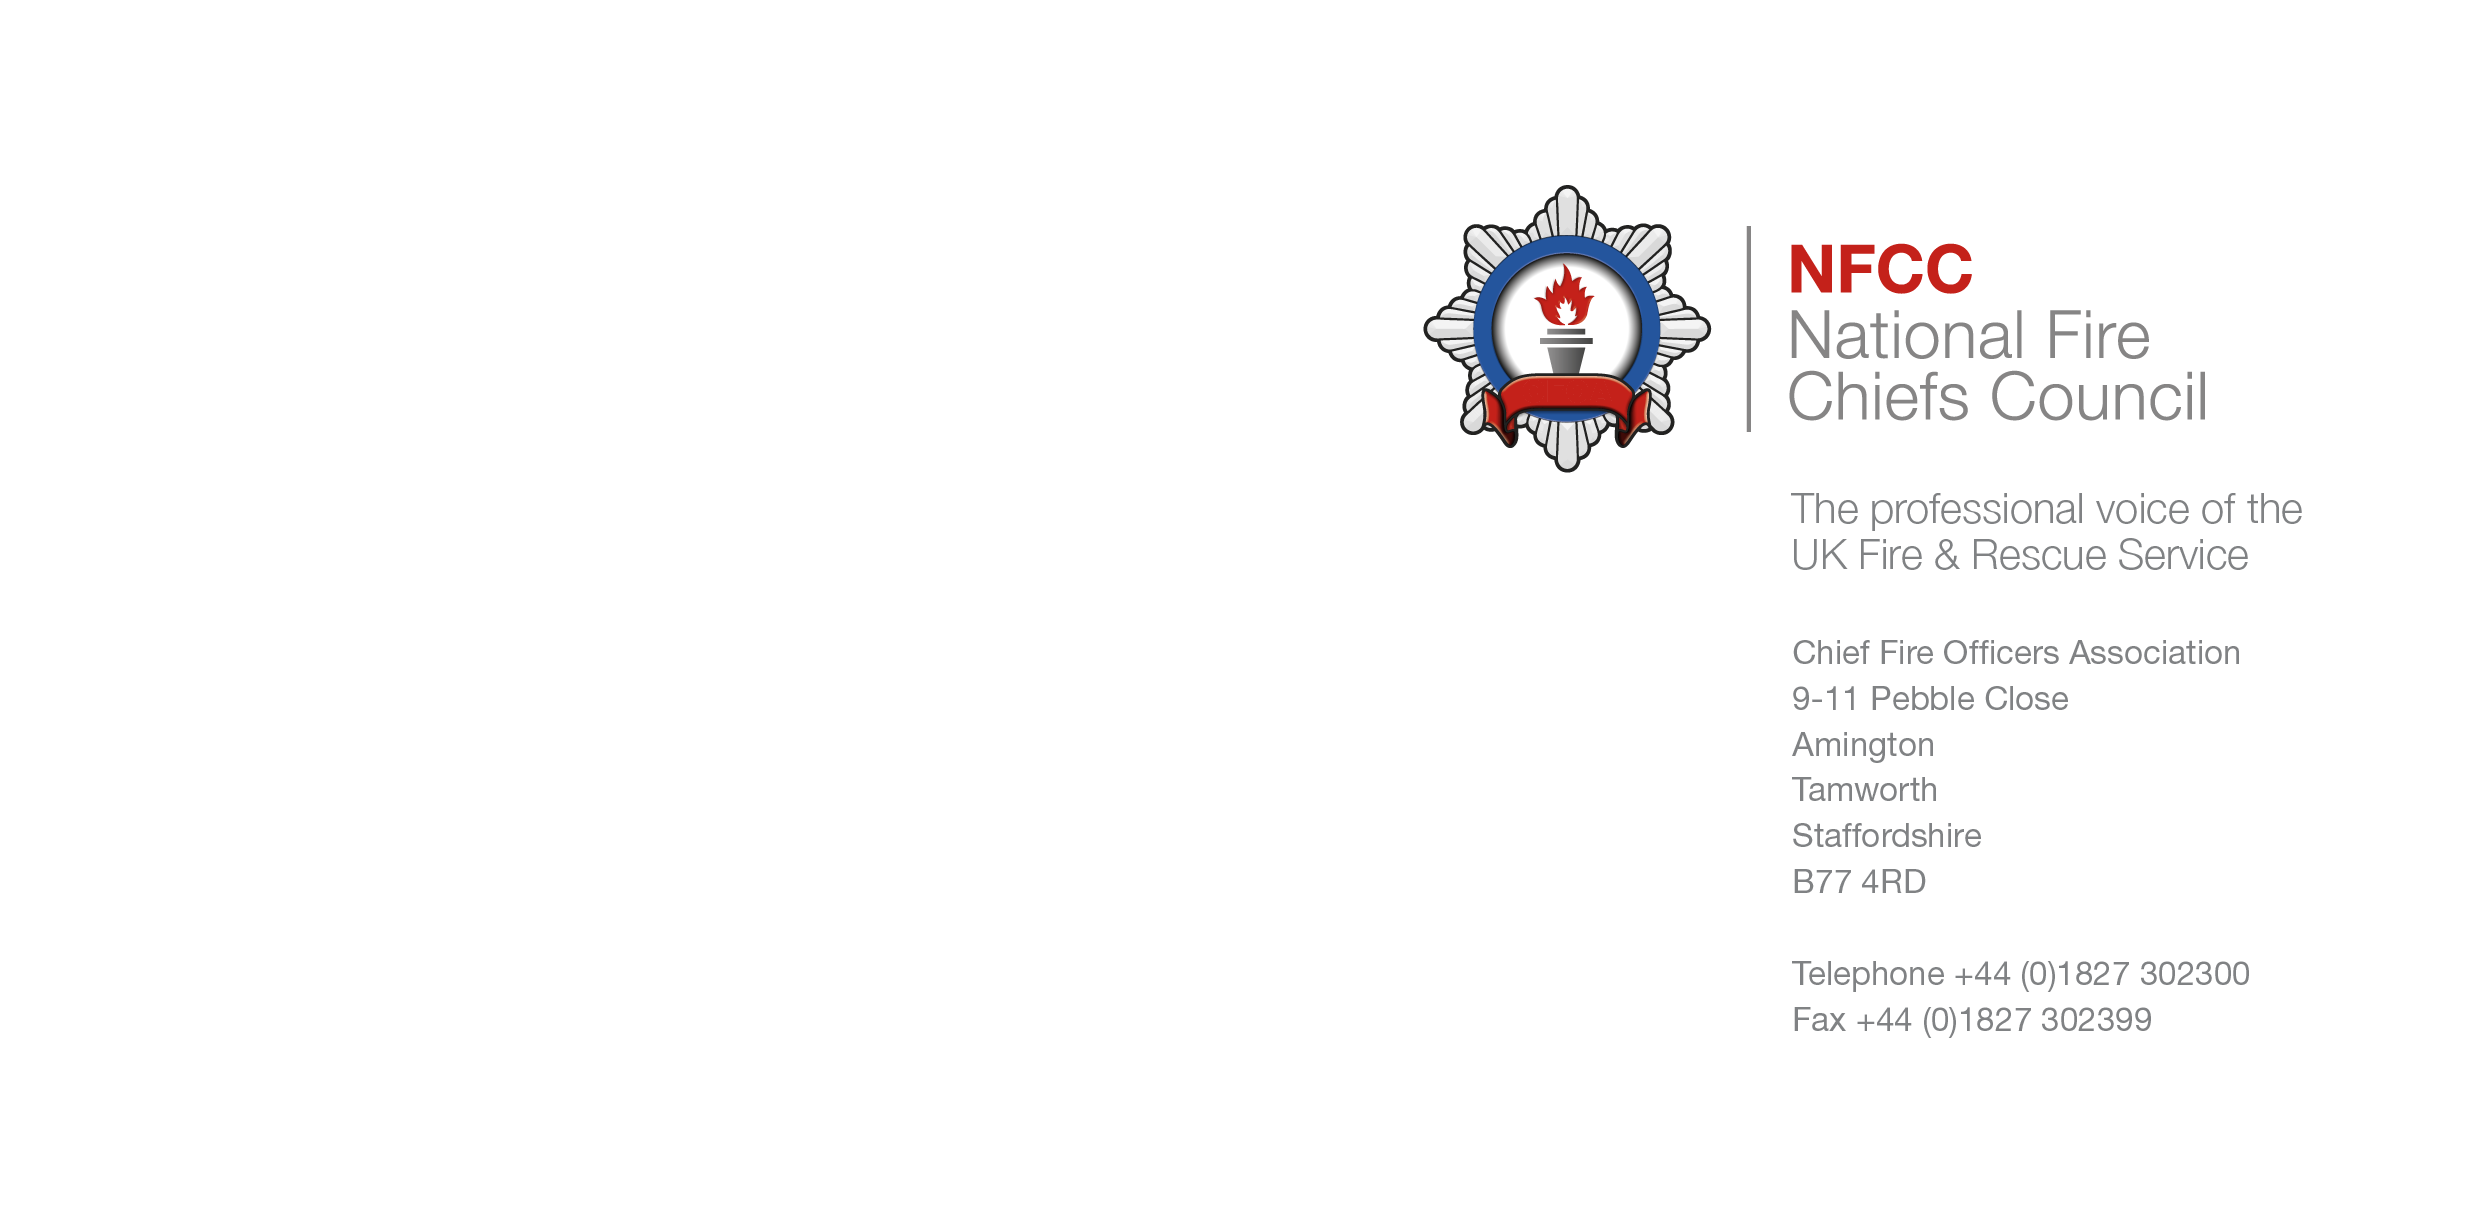 NFCC
National Fire
Chiefs Council
The professional voice of the
UK Fire & Rescue Service
Chief Fire Officers Association
9-11 Pebble Close
Amington
Tamworth
Staffordshire
B77 4RD
Telephone +44 (0)1827 302300
Fax +44 (0)1827 302399